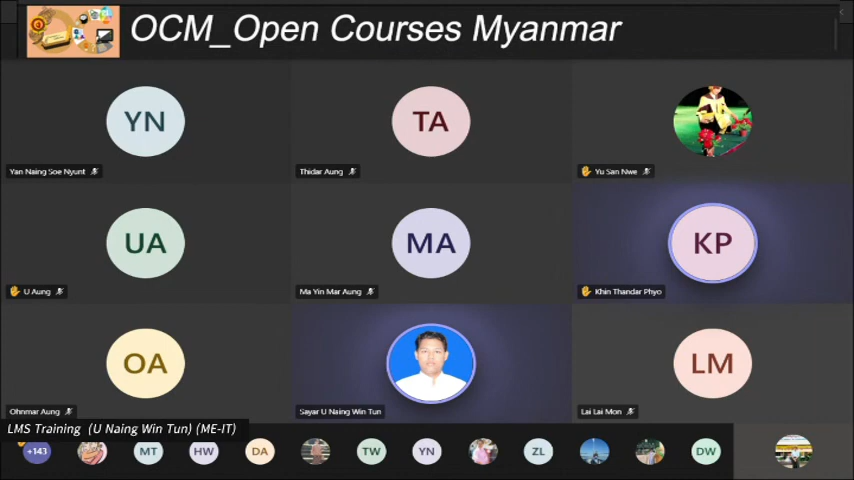 OCM_Open Courses Myanmar
YN
TA
Yan Naing Soe Nyunt
Thidar Aung
Yu San Nwe
UA
MA
KP
U Aung
Ma Yin Mar Aung
Khin Thandar Phyo
OA
LM
Ohnmar Aung
Sayar U Naing Win Tun
Lai Lai Mon
LMS Training (U Naing Win Tun) (ME-IT)
+143
MT
HW
DA
TW
YN
ZL
DW